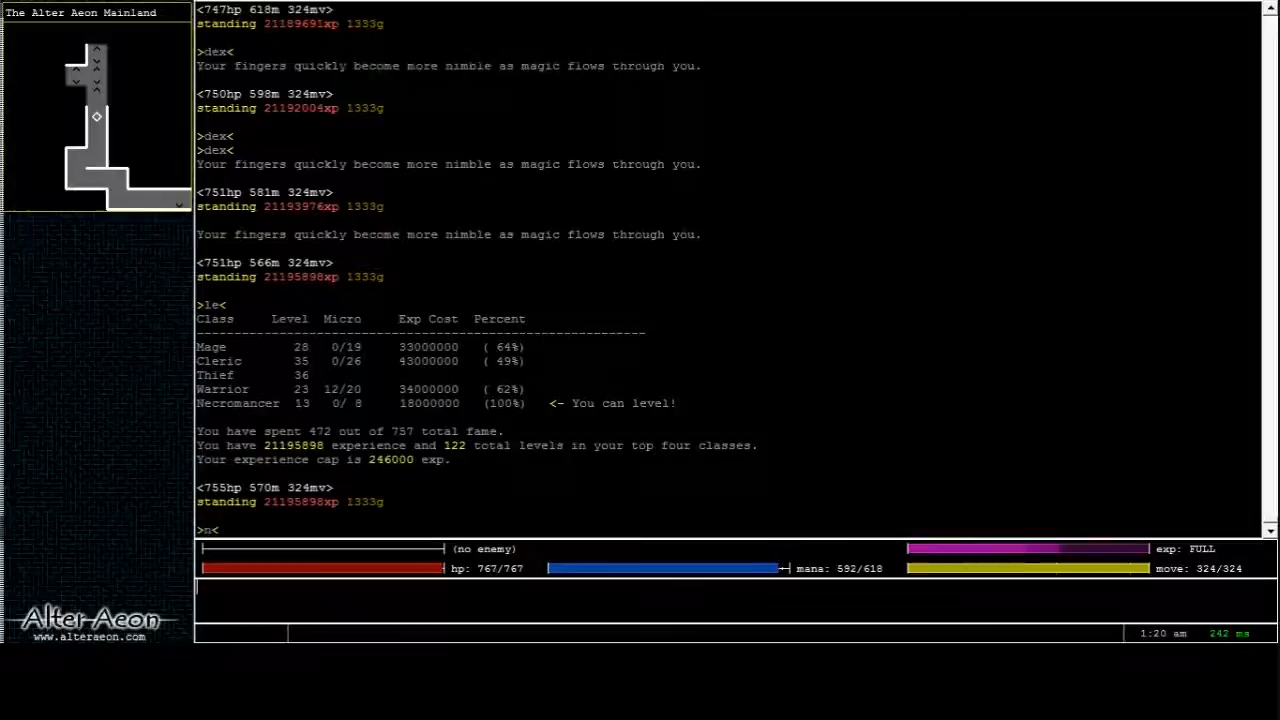 The Alter Aeon Mainland
<747hp 618m 324mv>
standing 21189691xp 1333g
>dex<
Your fingers quickly become more nimble as magic flows through you.
<750hp 598m 324mv>
standing 21192004xp 1333g
>dex<
>dex<
Your fingers quickly become more nimble as magic flows through you.
<751hp 581m 324mv>
standing 21193976xp 1333g
Your fingers quickly become more nimble as magic flows through you.
<751hp 566m 324mv>
standing 21195898xp 1333g
>le<
Class Level Micro Exp Cost Percent
---------------------------------------------------------
Mage 28 0/19 33000000 ( 64%)
Cleric 35 0/26 43000000 ( 49%)
Thief 36
Warrior 23 12/20 34000000 ( 62%)
Necromancer 13 0/ 8 18000000 (100%) <- You can level!
You have spent 472 out of 757 total fame.
You have 21195898 experience and 122 total levels in your top four classes.
Your experience cap is 246000 exp.
<755hp 570m 324mv>
standing 21195898xp 1333g
>n<
(no enemy) exp: FULL
hp: 767/767 mana: 592/618 move: 324/324
Alter Aeon
www.alteraeon.com
1:20 am 242 ms